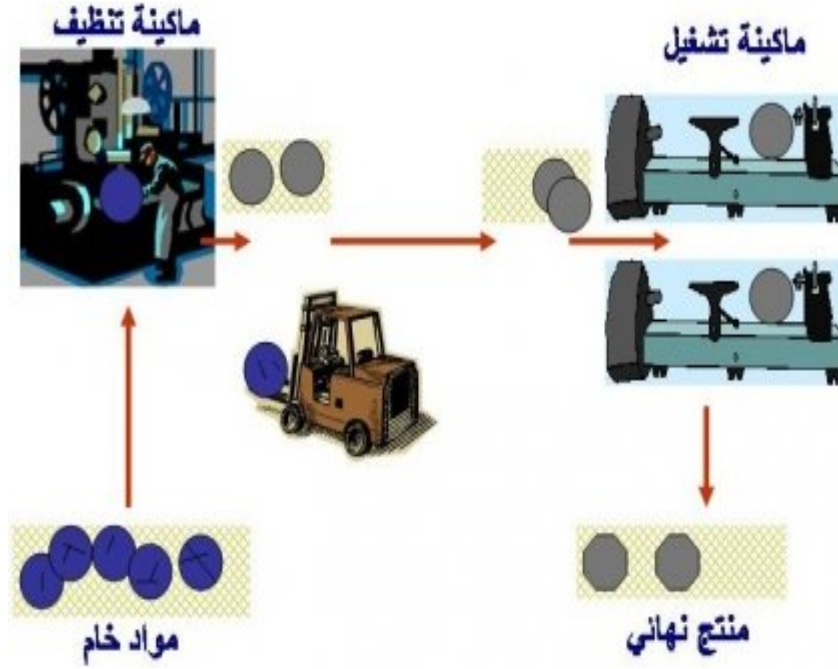 ماكينة تنظيف
ماكينة تشغيل
مواد خام
منتج نهائي